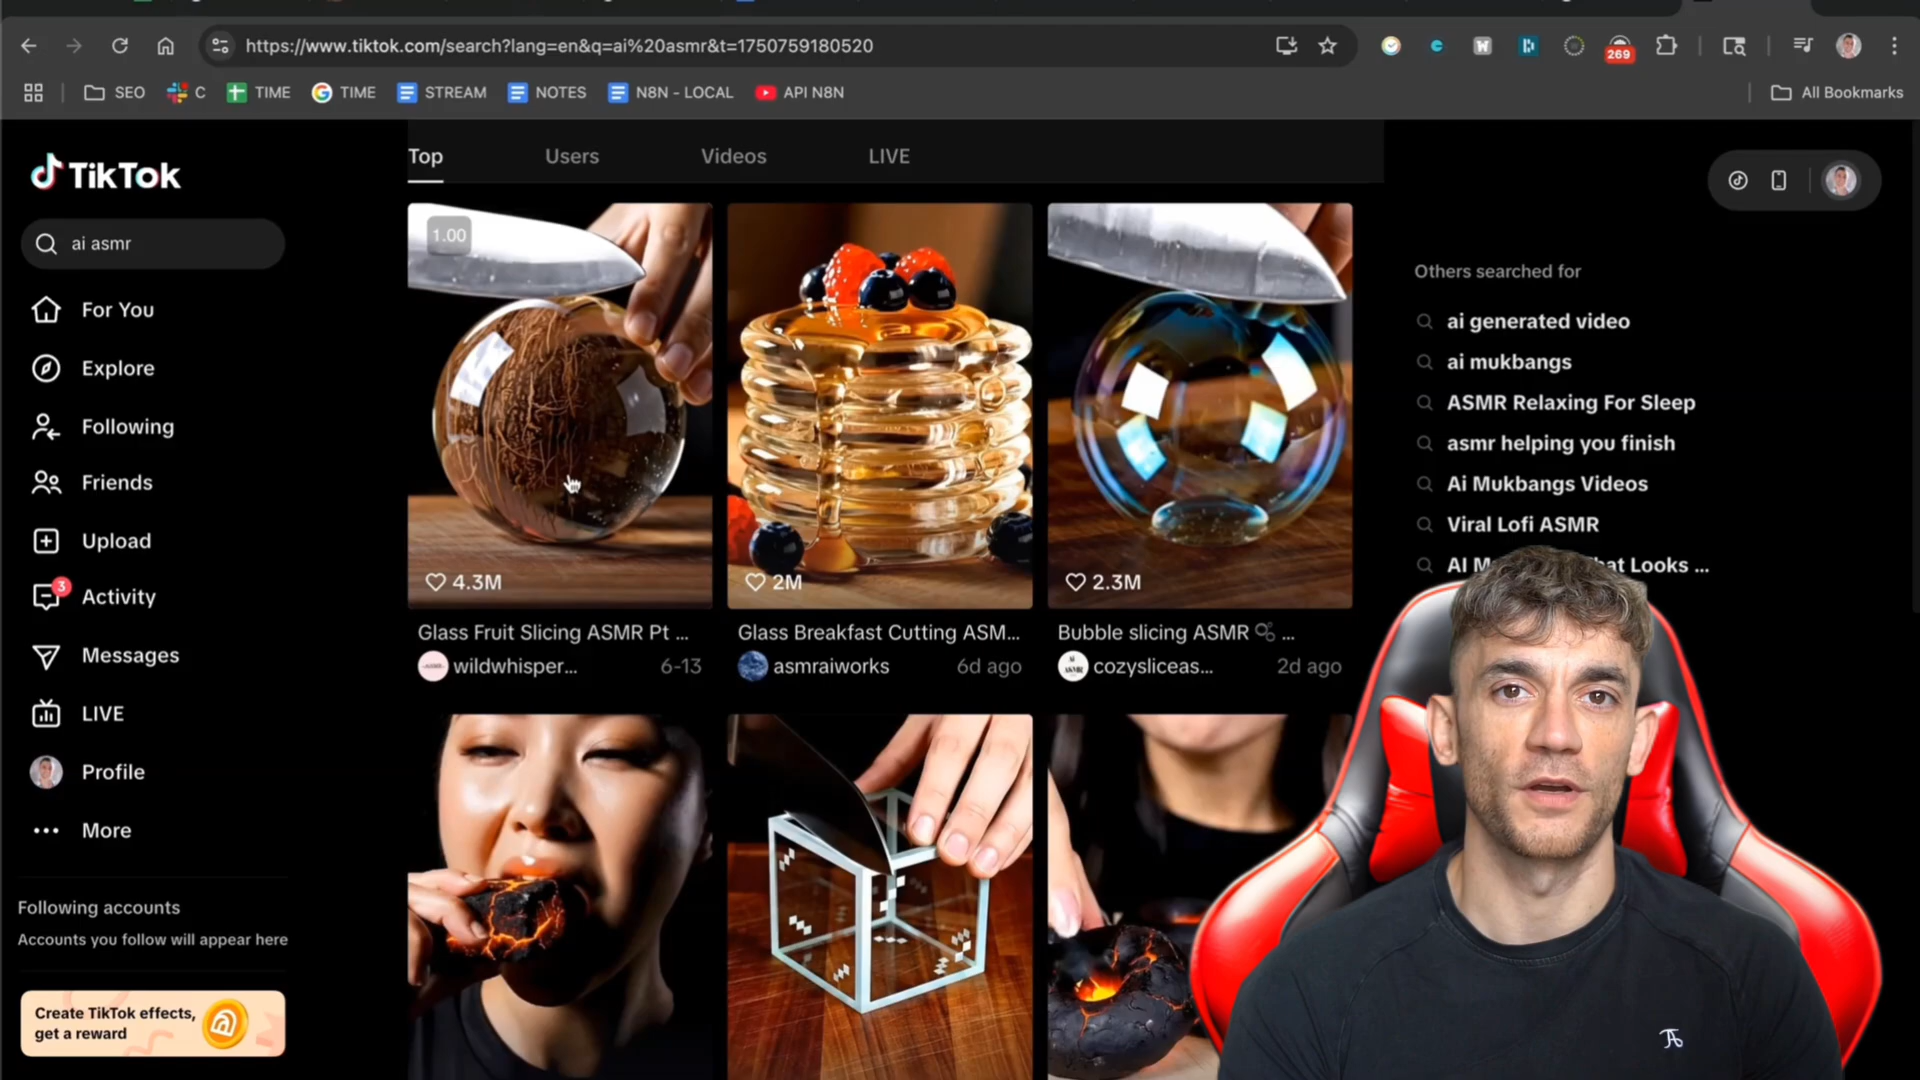 https://www.tiktok.com/search?lang=en&q=ai%20asmr&t=1750759180520
269
SEO
C
TIME
TIME
STREAM
NOTES
N8N - LOCAL
API N8N
All Bookmarks
TikTok
ai asmr
For You
Explore
Following
Friends
Upload
3
Activity
Messages
LIVE
Profile
More
Following accounts
Accounts you follow will appear here
Create TikTok effects,
get a reward
Top
Users
Videos
LIVE
1.00
4.3M
2M
2.3M
Glass Fruit Slicing ASMR Pt ...
Glass Breakfast Cutting ASM...
Bubble slicing ASMR ...
wildwhisper...
6-13
asmraiworks
6d ago
cozysliceas...
2d ago
Others searched for
ai generated video
ai mukbangs
ASMR Relaxing For Sleep
asmr helping you finish
Ai Mukbangs Videos
Viral Lofi ASMR
AI Looks ...